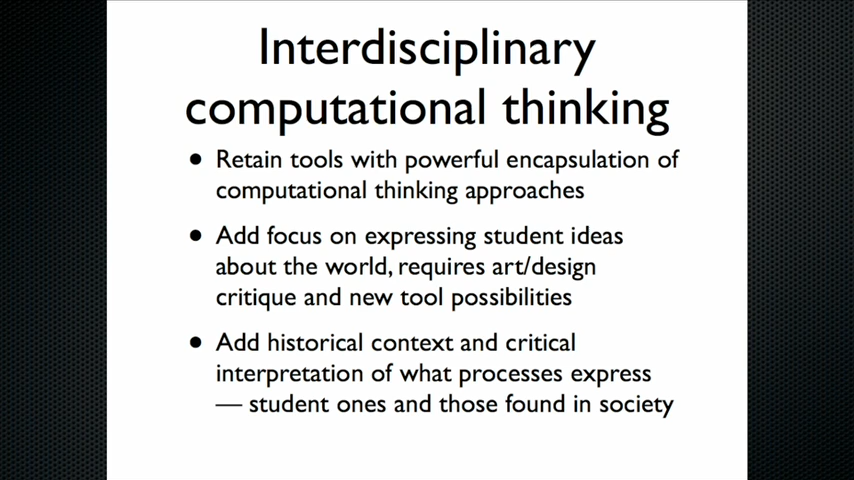 Interdisciplinary
computational thinking
• Retain tools with powerful encapsulation of
computational thinking approaches
• Add focus on expressing student ideas
about the world, requires art/design
critique and new tool possibilities
• Add historical context and critical
interpretation of what processes express
— student ones and those found in society